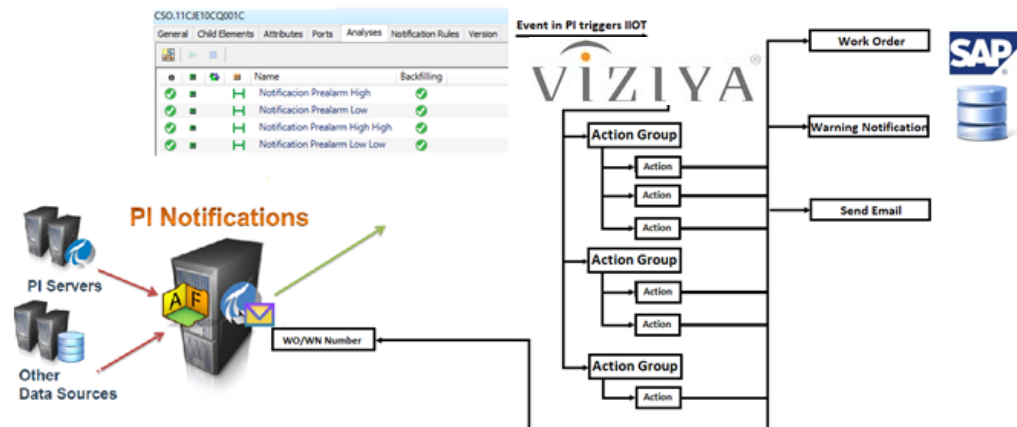 CSO.11CJE10CQ001C
General Child Elements Attributes Ports Analyses Notification Rules Version
Name Backfilling
Notificacion Prealarm High
Notification Prealarm Low
Notification Prealarm High High
Notification Prealarm Low Low
Event in PI triggers IIOT
VIZIYA®
Action Group
Action
Action
Action
Action Group
Action
Action
Action Group
Action
Work Order
Warning Notification
Send Email
SAP
PI Notifications
PI Servers
AF
Other
Data Sources
WO/WN Number